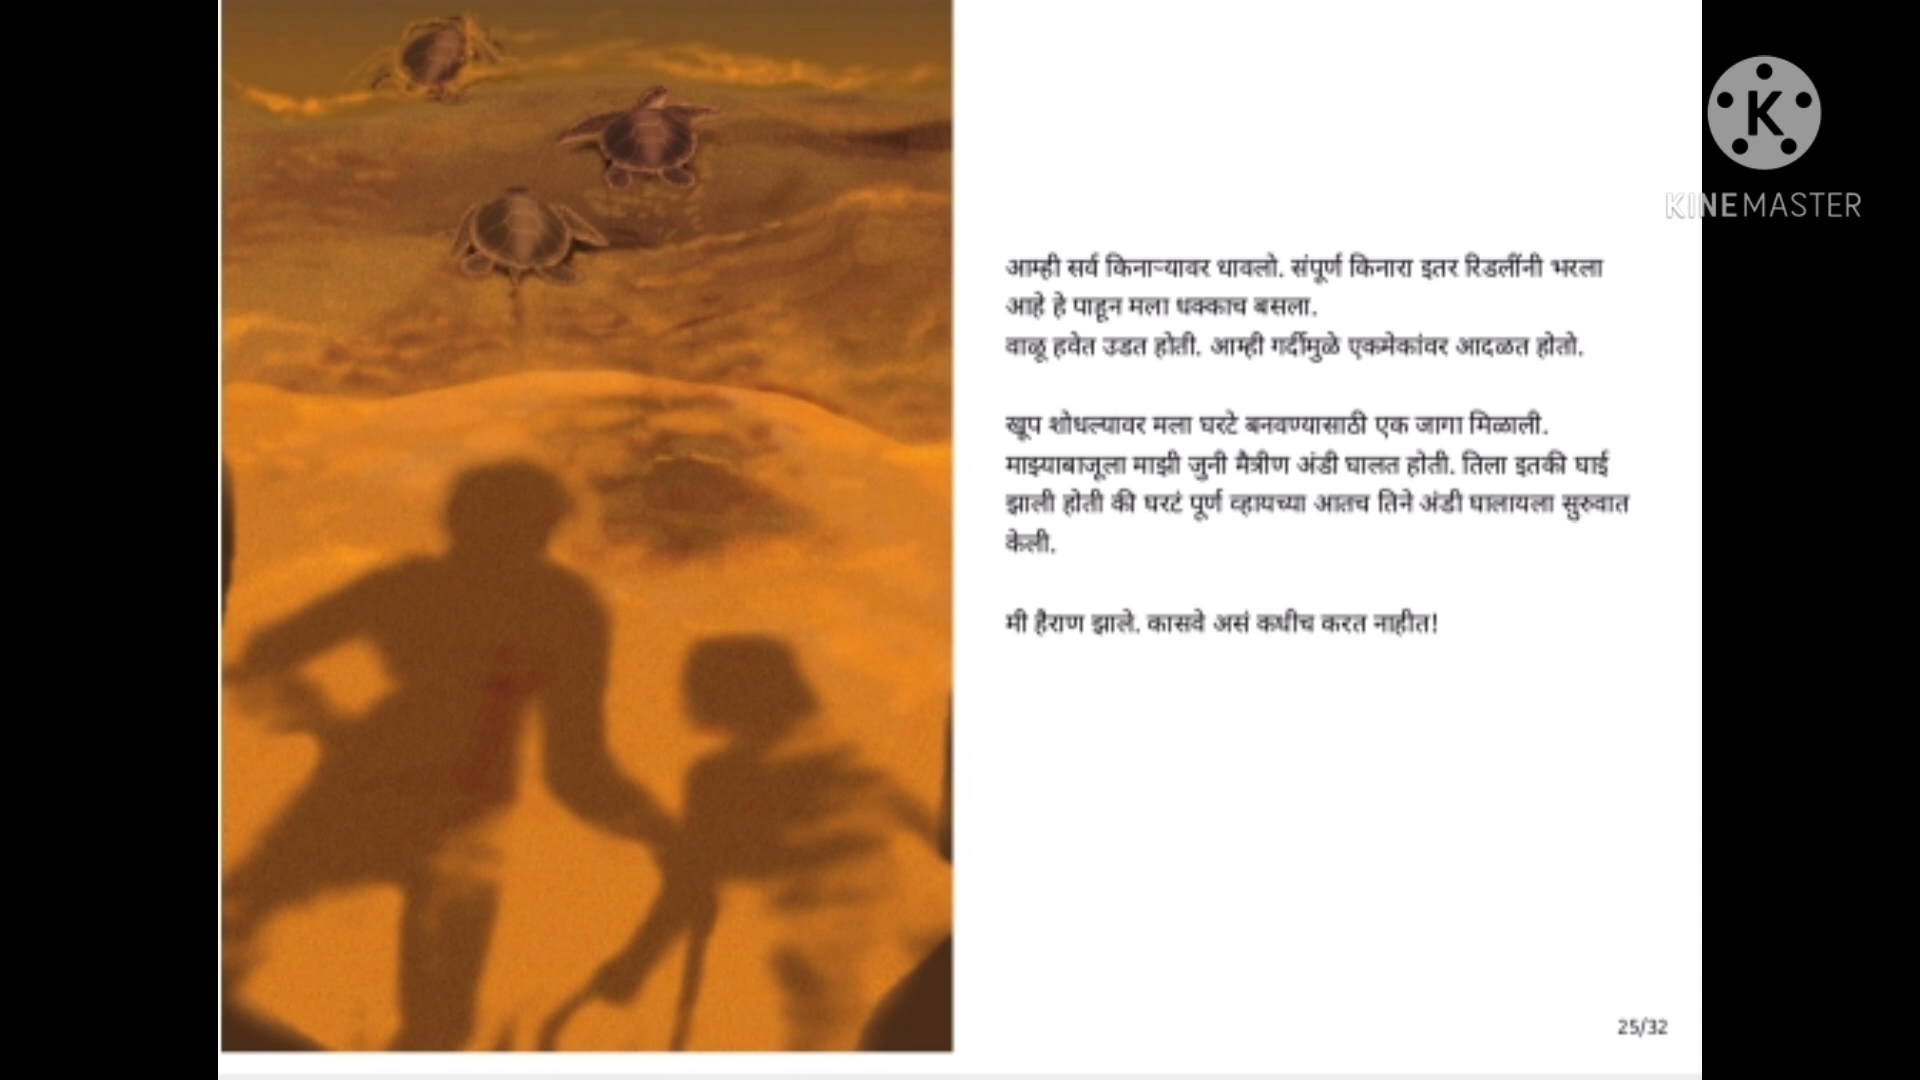 K
KINEMASTER
आम्ही सर्व किनाऱ्यावर धावलो. संपूर्ण किनारा इतर रिडलींनी भरला
आहे हे पाहून मला धक्काच बसला.
वाळू हवेत उडत होती. आम्ही गर्दीमुळे एकमेकांवर आदळत होतो.
खूप शोधल्यावर मला घरटे बनवण्यासाठी एक जागा मिळाली.
माझ्याबाजूला माझी जुनी मैत्रीण अंडी घालत होती. तिला इतकी घाई
झाली होती की घरटं पूर्ण व्हायच्या आतच तिने अंडी घालायला सुरुवात
केली.
मी हैराण झाले. कासवे असं कधीच करत नाहीत!
25/32